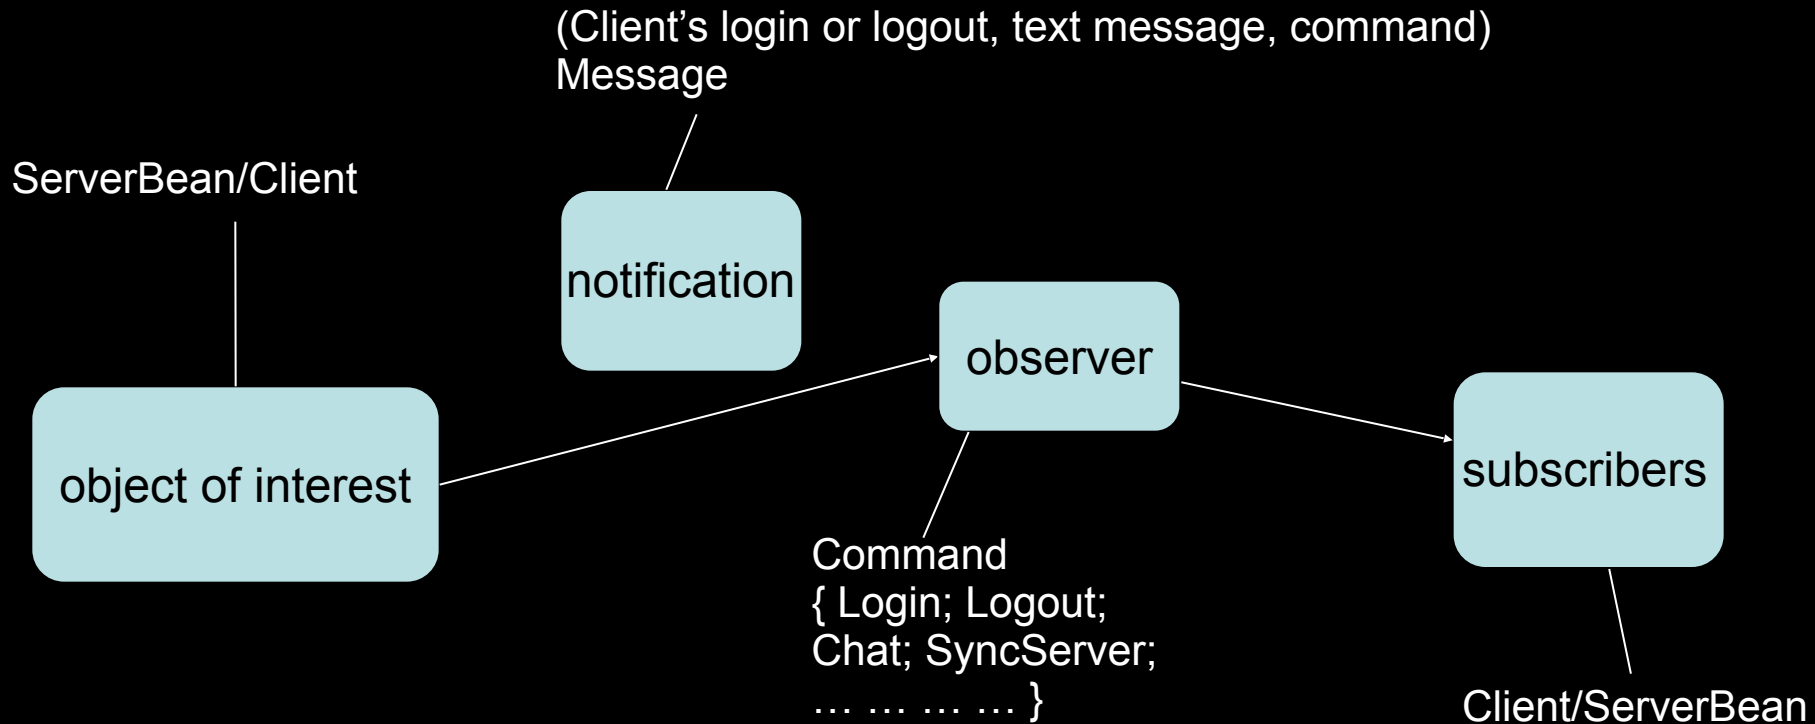 (Client’s login or logout, text message, command)
Message
ServerBean/Client
notification
observer
object of interest
subscribers
Command
{ Login; Logout;
Chat; SyncServer;
… … … … }
Client/ServerBean